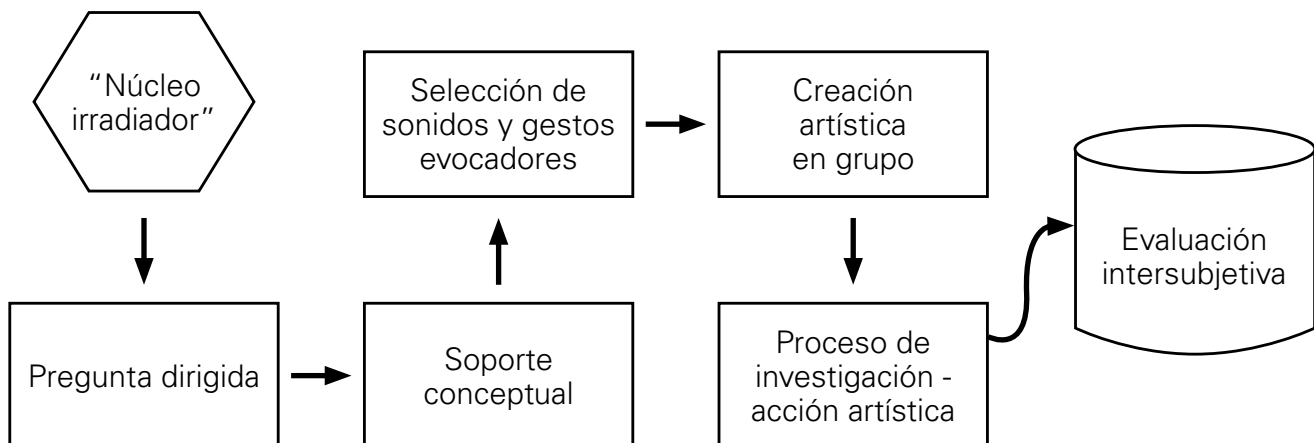 “Núcleo
irradiador”
Pregunta dirigida
Soporte
conceptual
Selección de
sonidos y gestos
evocadores
Creación
artística
en grupo
Proceso de
investigación -
acción artística
Evaluación
intersubjetiva